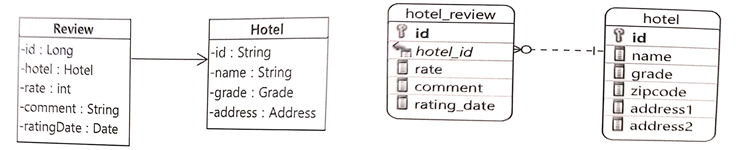 Review
-id : Long
-hotel : Hotel
-rate : int
-comment : String
-ratingDate : Date
Hotel
-id : String
-name : String
-grade : Grade
-address : Address
hotel_review
id
hotel_id
rate
comment
rating_date
hotel
id
name
grade
zipcode
address1
address2